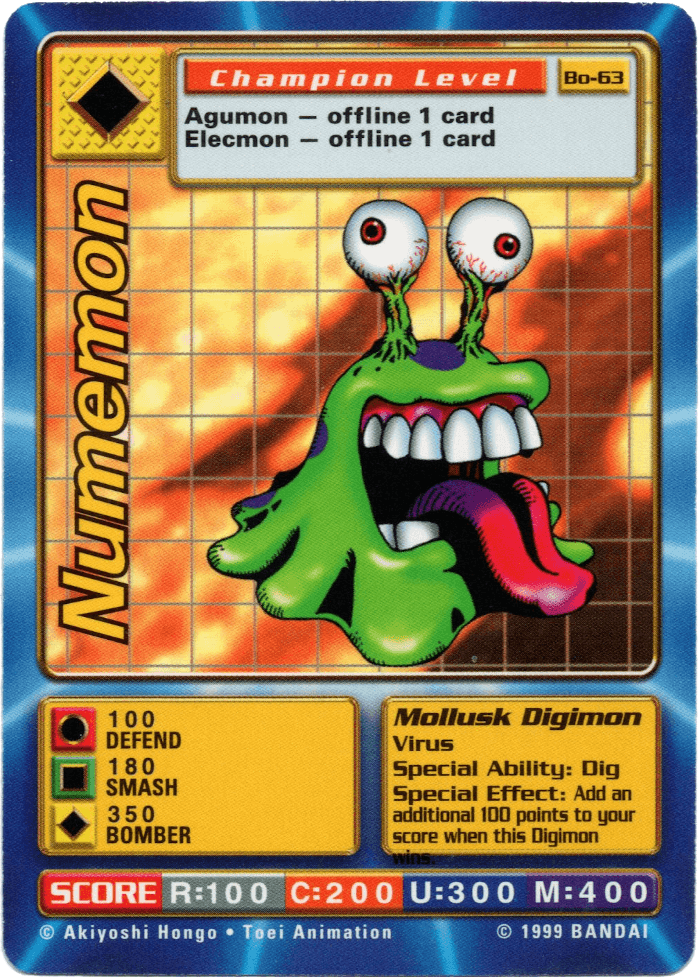 Champion Level
Bo-63
Agumon – offline 1 card
Elecmon – offline 1 card
Numemon
100
DEFEND
180
SMASH
350
BOMBER
Mollusk Digimon
Virus
Special Ability: Dig
Special Effect: Add an
additional 100 points to your
score when this Digimon
wins.
SCORE R:100 C:200 U:300 M:400
© Akiyoshi Hongo • Toei Animation © 1999 BANDAI